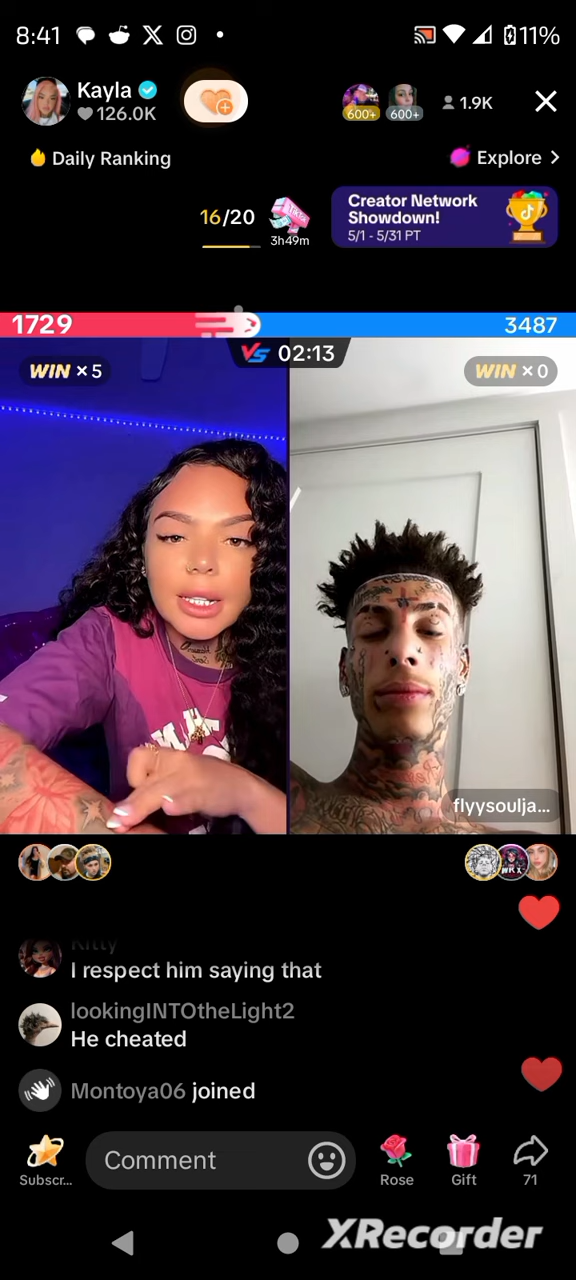 8:41
11%
Kayla
126.0K
600+
600+
1.9K
Daily Ranking
Explore >
16/20
3h49m
Creator Network
Showdown!
5/1 - 5/31 PT
1729
3487
VS 02:13
WIN × 5
WIN × 0
flyysoulja...
Kitty
I respect him saying that
lookingINTOtheLight2
He cheated
Montoya06 joined
Subscr...
Comment
Rose
Gift
71
XRecorder